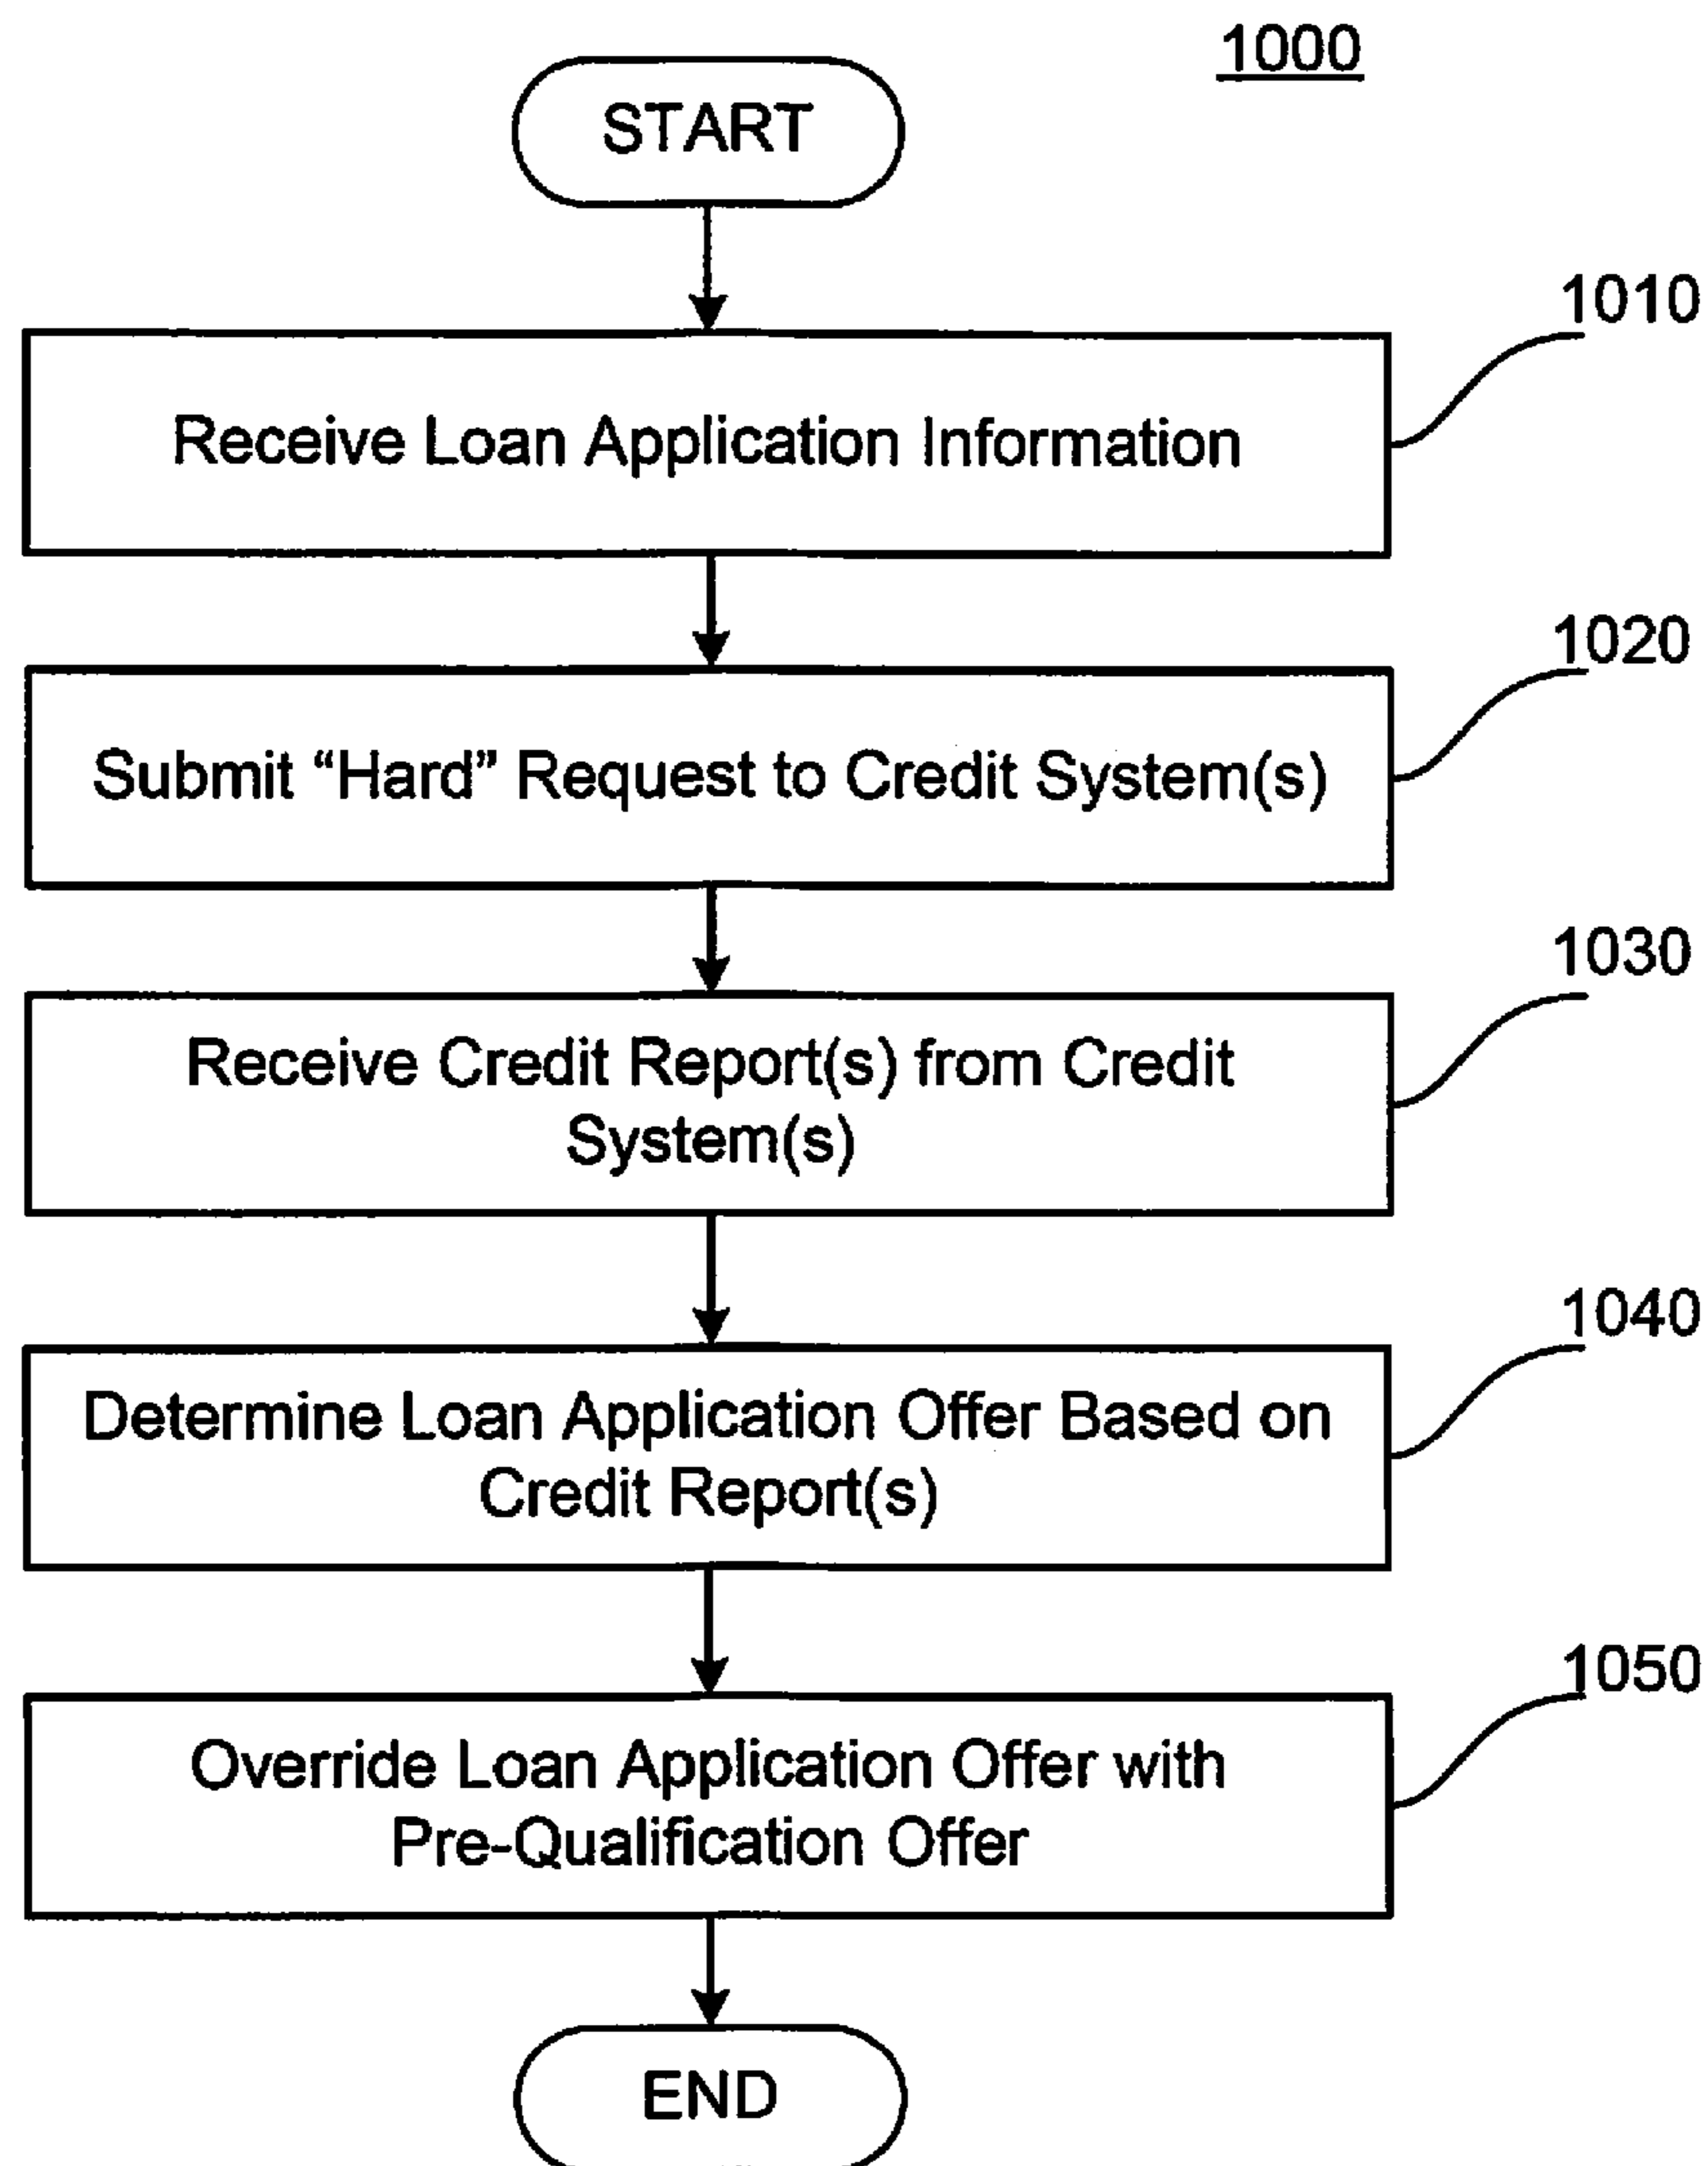 1000
START
1010
Receive Loan Application Information
1020
Submit “Hard” Request to Credit System(s)
1030
Receive Credit Report(s) from Credit
System(s)
1040
Determine Loan Application Offer Based on
Credit Report(s)
1050
Override Loan Application Offer with
Pre-Qualification Offer
END